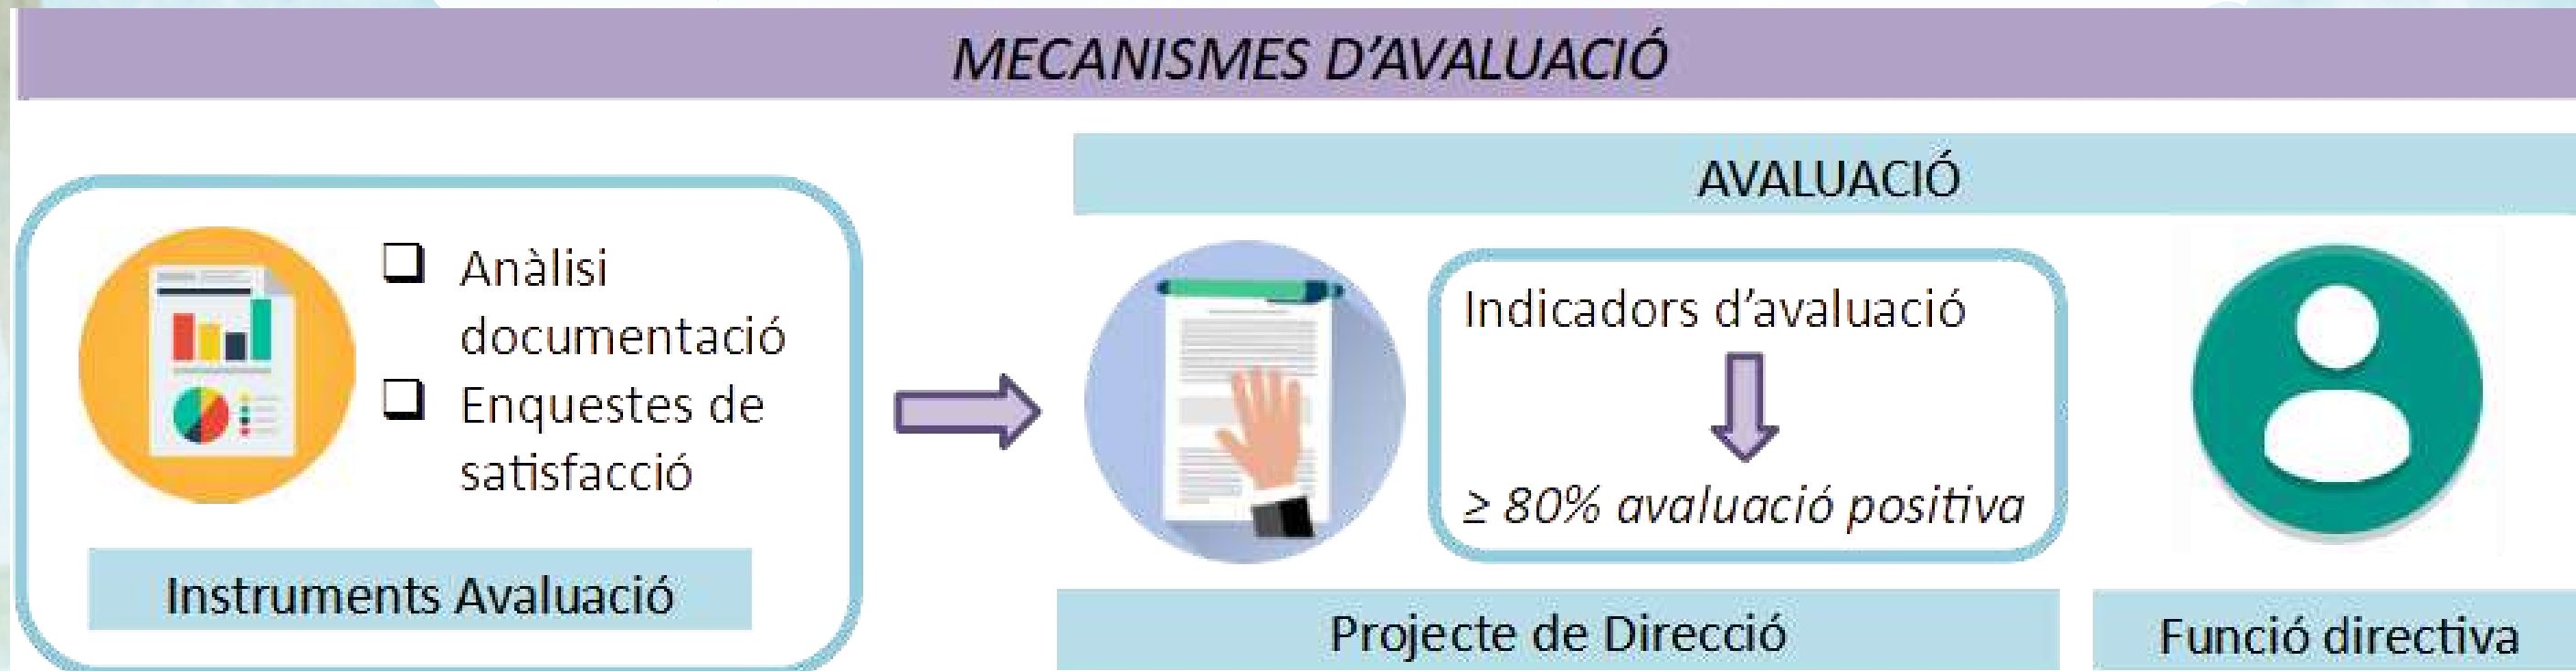 MECANISMES D'AVALUACIÓ
AVALUACIÓ
❑ Anàlisi
documentació
❑ Enquestes de
satisfacció
Instruments Avaluació
Indicadors d'avaluació
≥ 80% avaluació positiva
Projecte de Direcció
Funció directiva